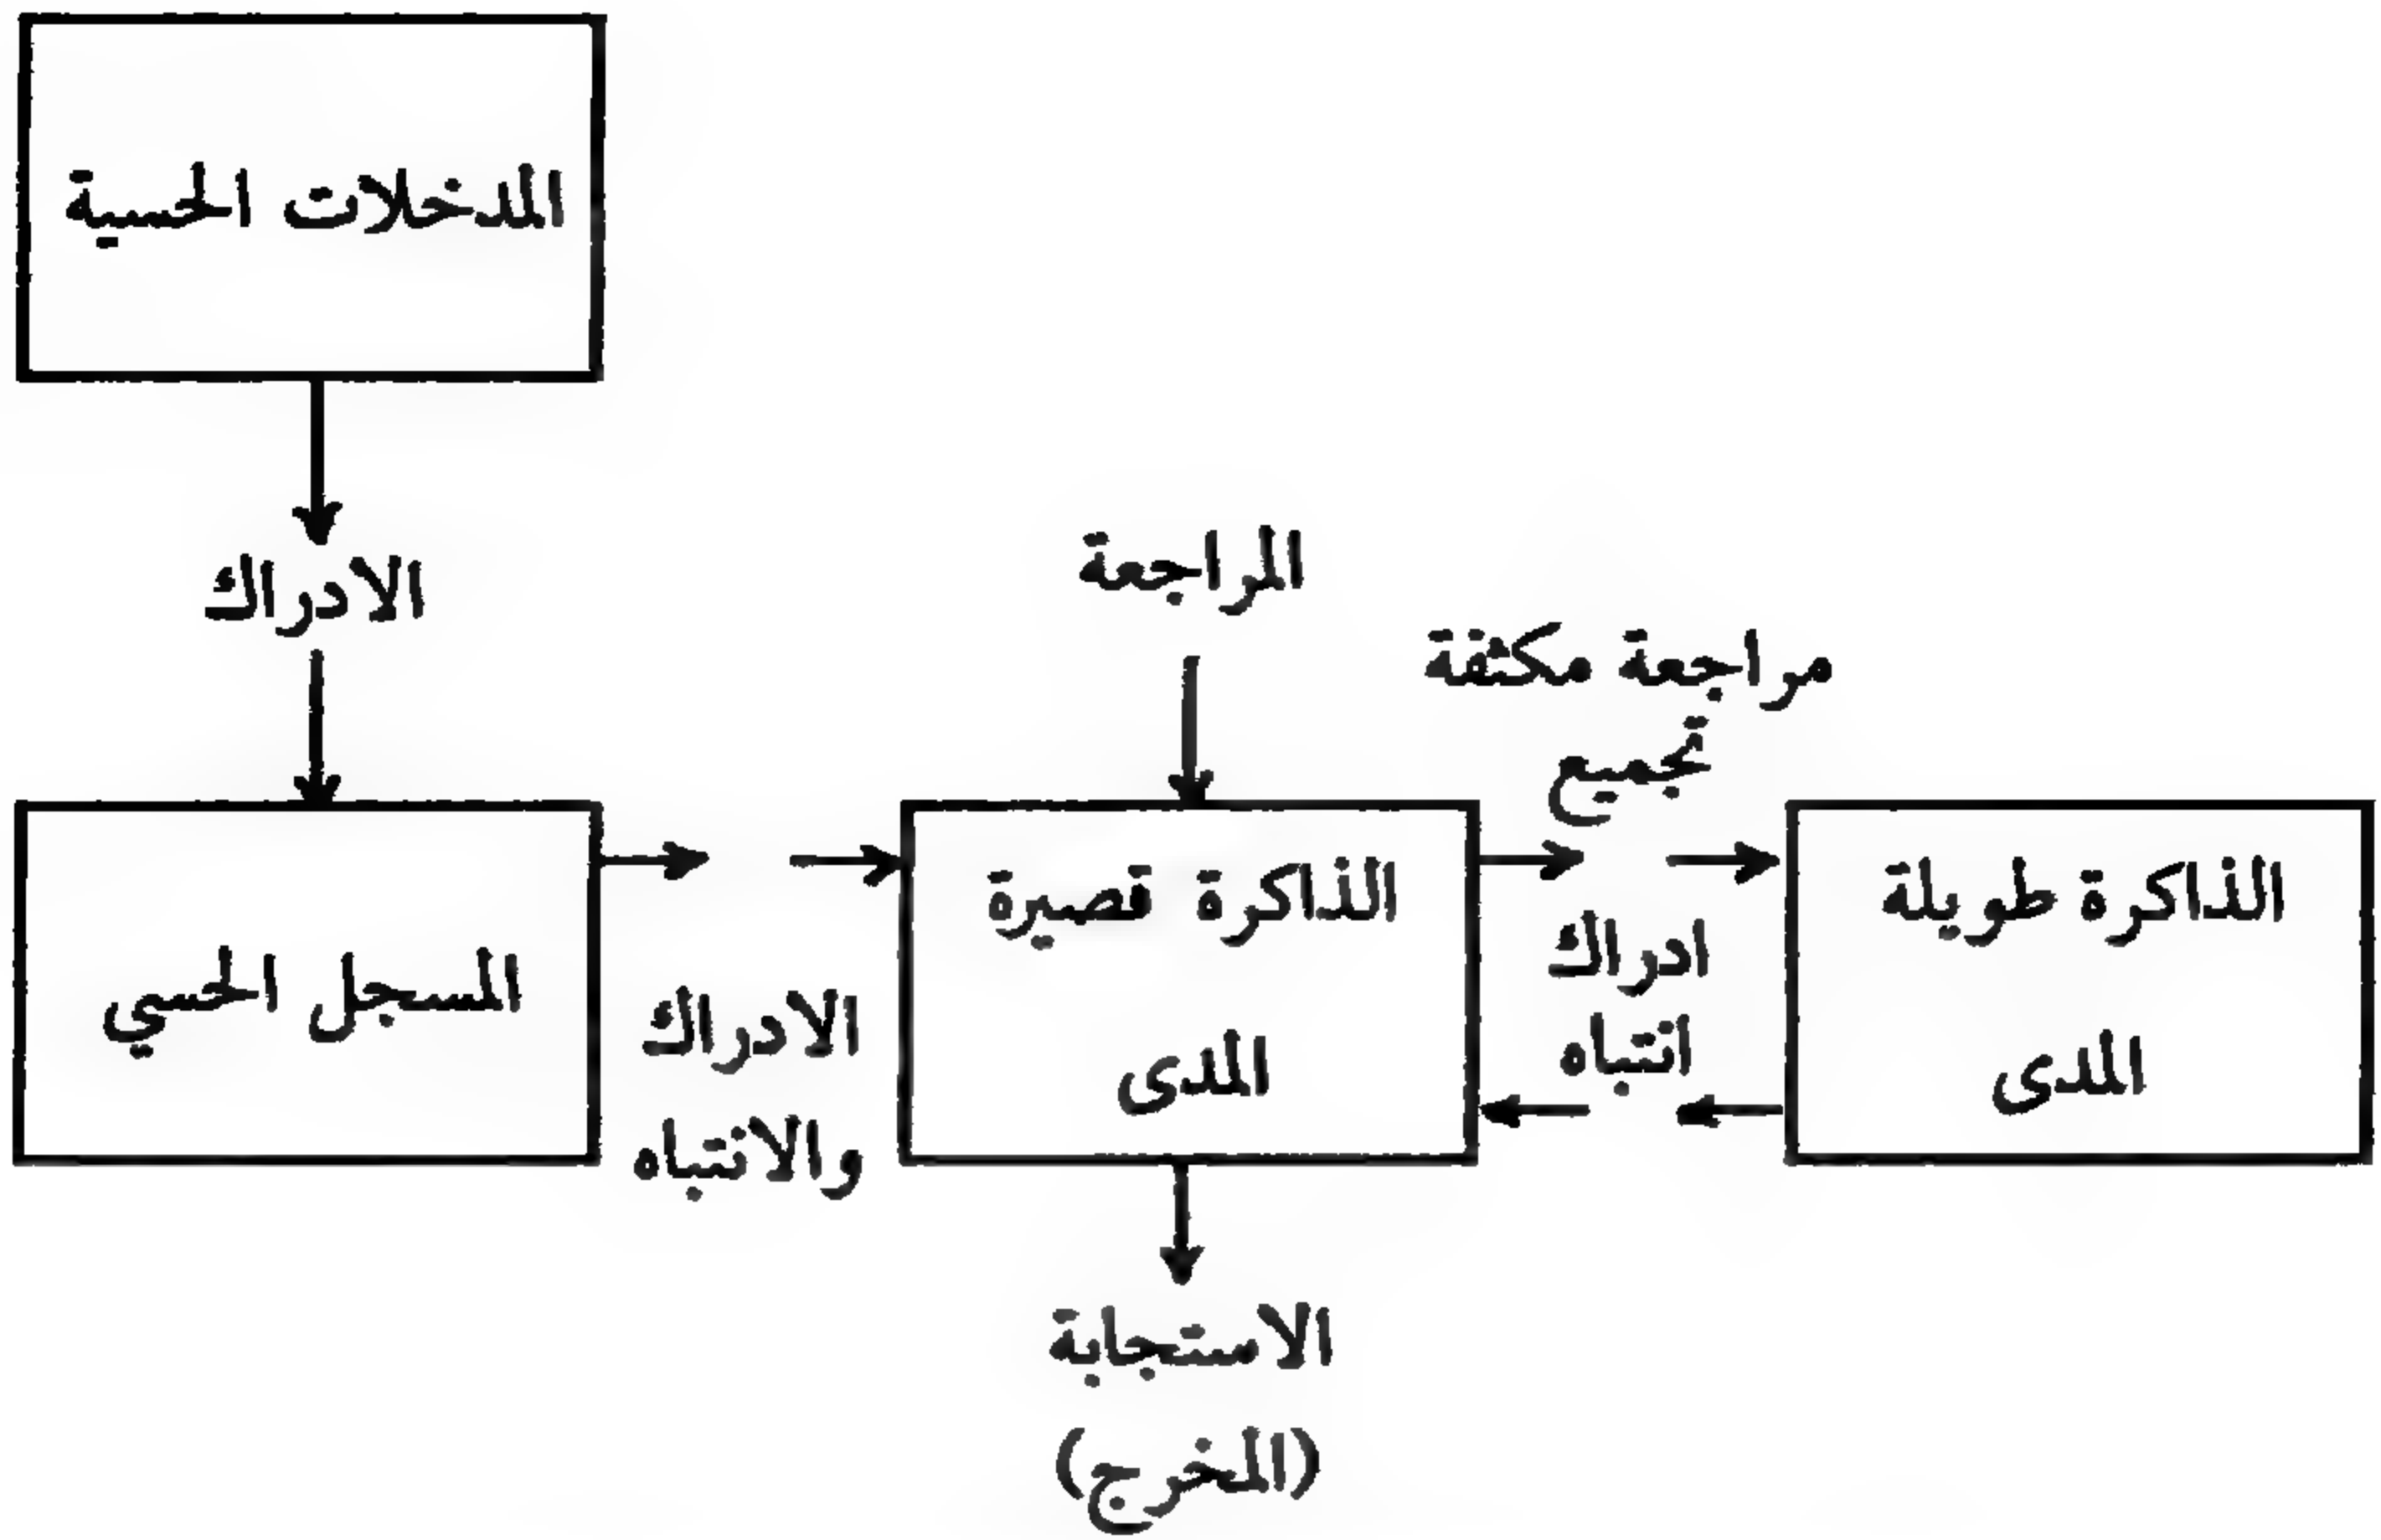 المدخلات الحسية
الادراك
المراجعة
مراجعة مكثفة
تجميع
الذاكرة طويلة
المدى
ادراك
انتباه
الذاكرة قصيرة
المدى
الادراك
والانتباه
السجل الحسي
الاستجابة
(المخرج)